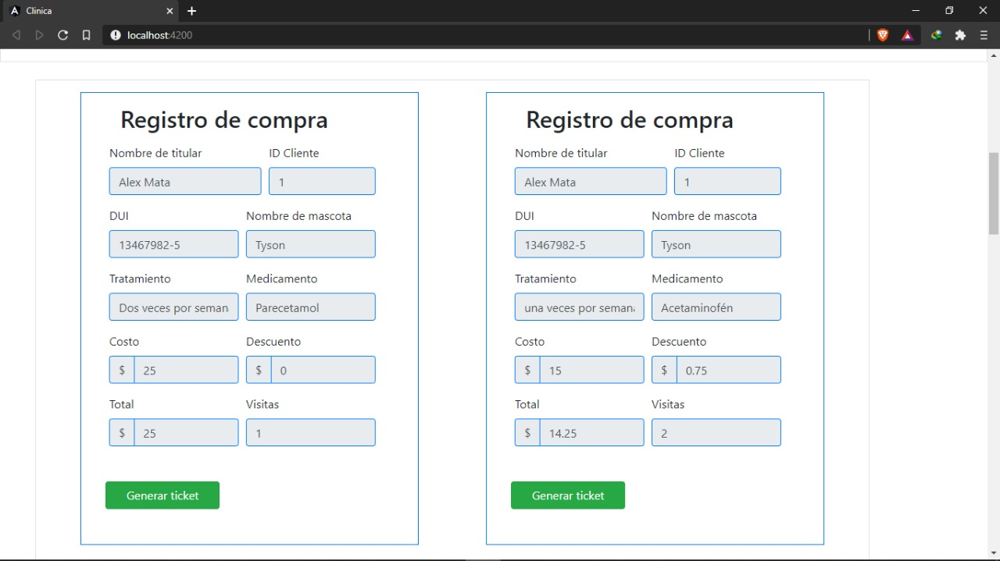 Clinica
localhost:4200
Registro de compra
Nombre de titular ID Cliente
Alex Mata 1
DUI Nombre de mascota
13467982-5 Tyson
Tratamiento Medicamento
Dos veces por seman Parecetamol
Costo Descuento
$ 25 $ 0
Total Visitas
$ 25 1
Generar ticket
Registro de compra
Nombre de titular ID Cliente
Alex Mata 1
DUI Nombre de mascota
13467982-5 Tyson
Tratamiento Medicamento
una veces por seman Acetaminofén
Costo Descuento
$ 15 $ 0.75
Total Visitas
$ 14.25 2
Generar ticket